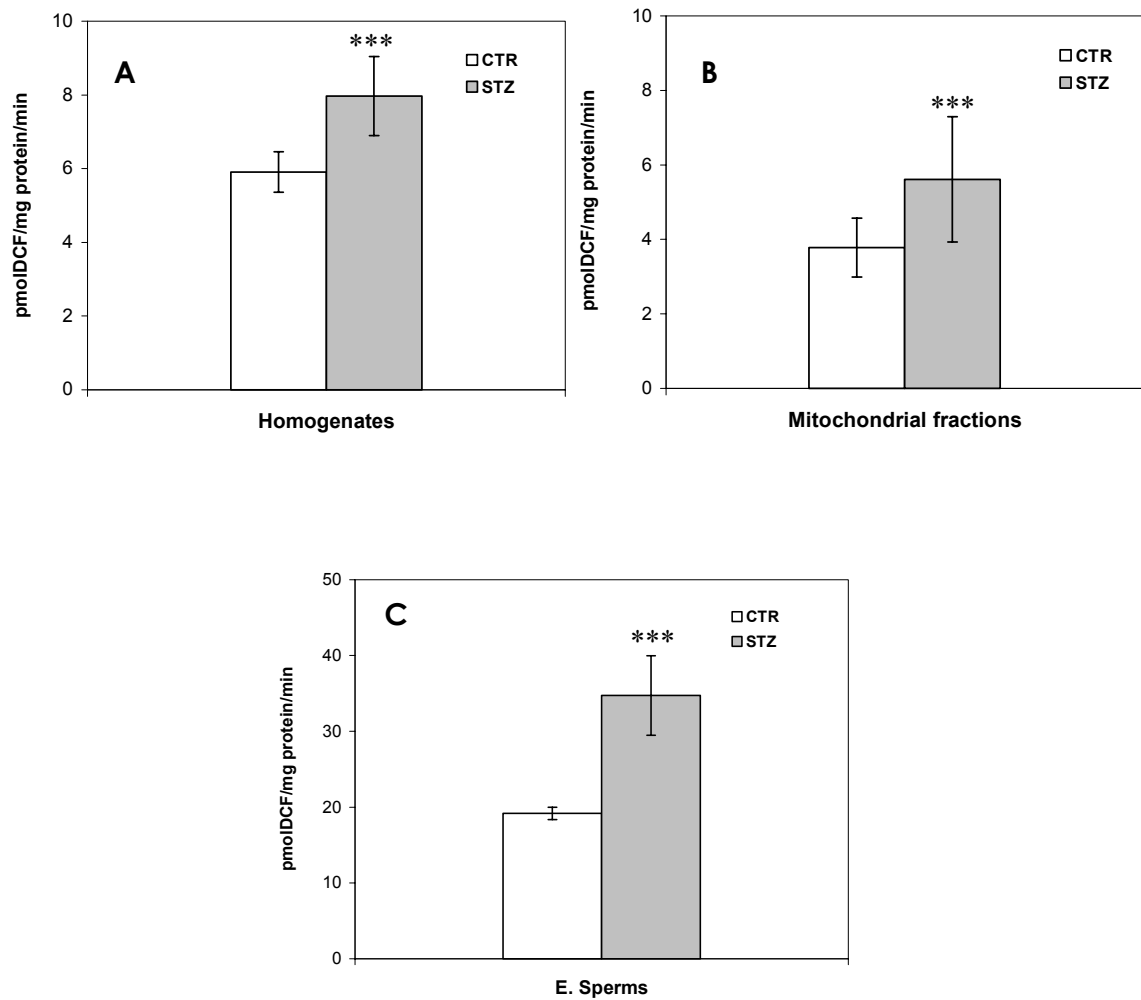 A
***
CTR
STZ
10
8
6
4
2
0
pmolDCF/mg protein/min
Homogenates
B
***
CTR
STZ
10
8
6
4
2
0
pmolDCF/mg protein/min
Mitochondrial fractions
C
***
CTR
STZ
50
40
30
20
10
0
pmolDCF/mg protein/min
E. Sperms